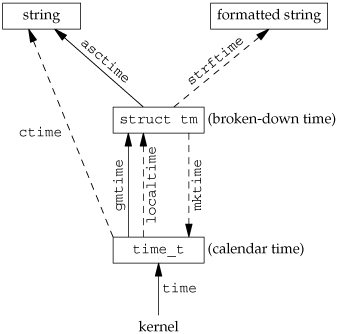 string
formatted string
asctime
strftime
ctime
struct tm
(broken-down time)
gmtime
localtime
mktime
time_t
(calendar time)
time
kernel